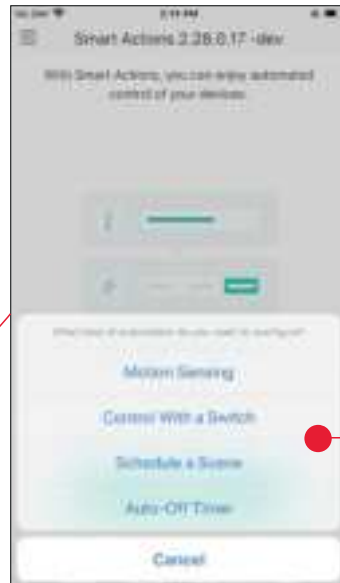 Smart Actions 2.28.0.17 -dev
With Smart Actions, you can enjoy automated
control of your devices
Motion Sensing
Control With a Switch
Schedule a Scene
Auto-Off Timer
Cancel